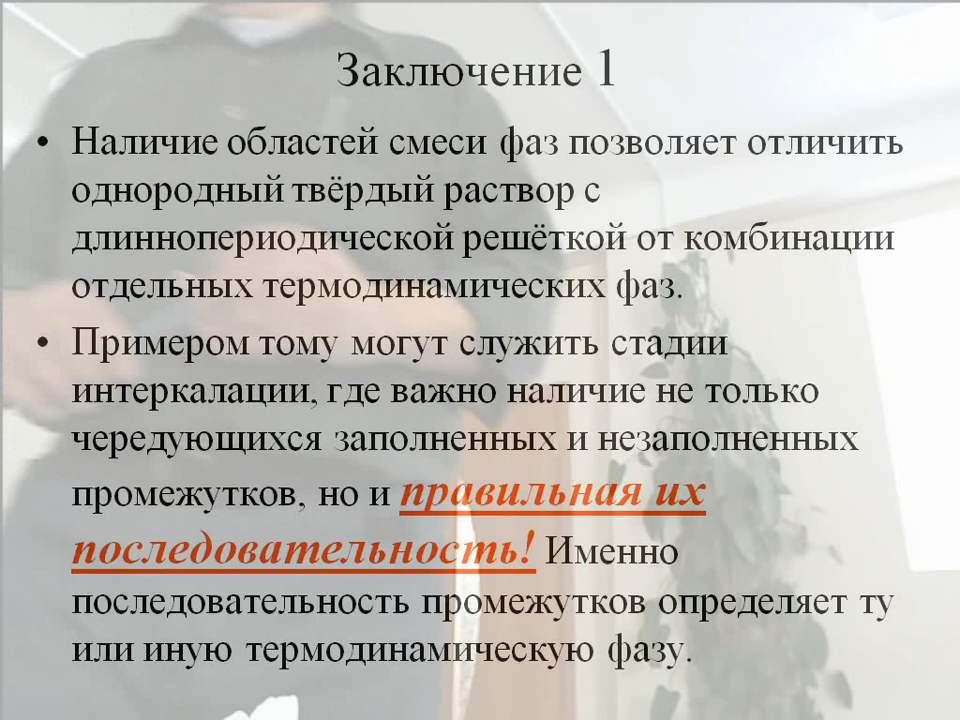 Заключение 1
• Наличие областей смеси фаз позволяет отличить
однородный твёрдый раствор с
длиннопериодической решёткой от комбинации
отдельных термодинамических фаз.
• Примером тому могут служить стадии
интеркалации, где важно наличие не только
чередующихся заполненных и незаполненных
промежутков, но и правильная их
последовательность! Именно
последовательность промежутков определяет ту
или иную термодинамическую фазу.